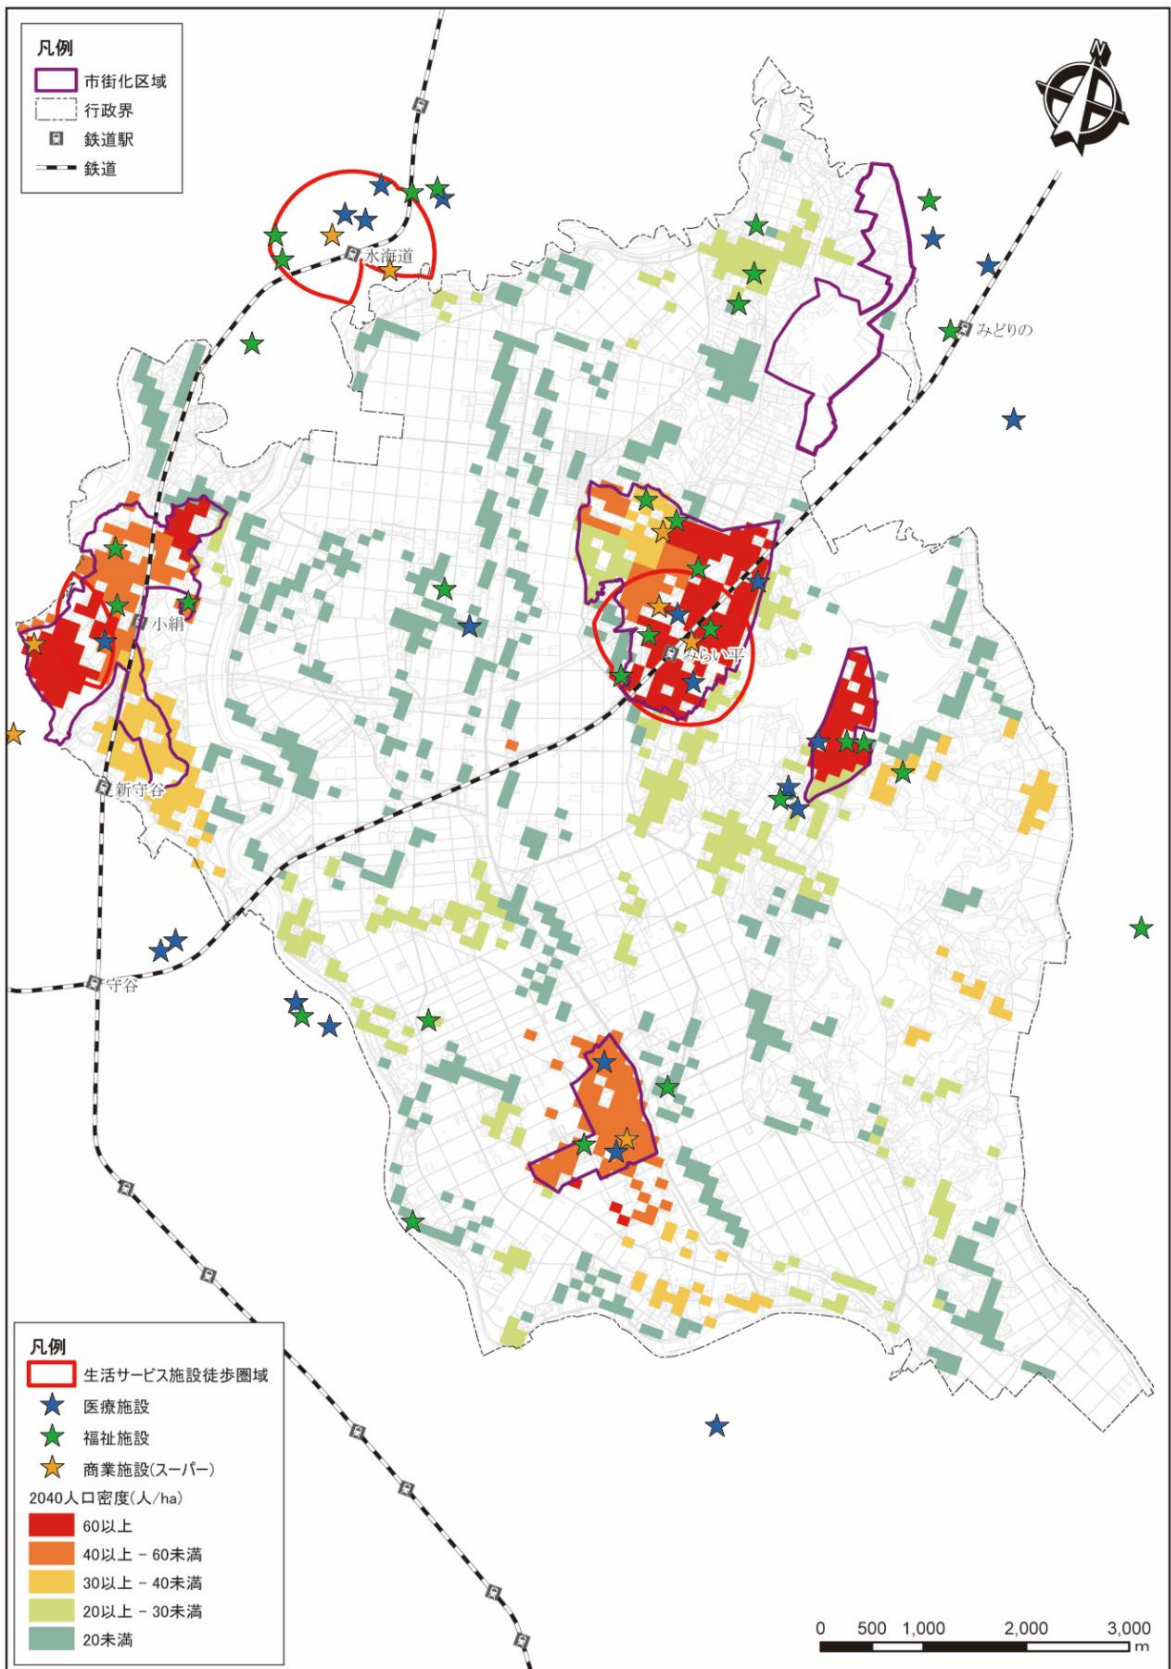 凡例
市街化区域
行政界
鉄道駅
鉄道
N
水海道
みどりの
小絹
みらい平
新守谷
守谷
凡例
生活サービス施設徒歩圏域
医療施設
福祉施設
商業施設(スーパー)
2040人口密度(人/ha)
60以上
40以上 - 60未満
30以上 - 40未満
20以上 - 30未満
20未満
0 500 1,000 2,000 3,000
m